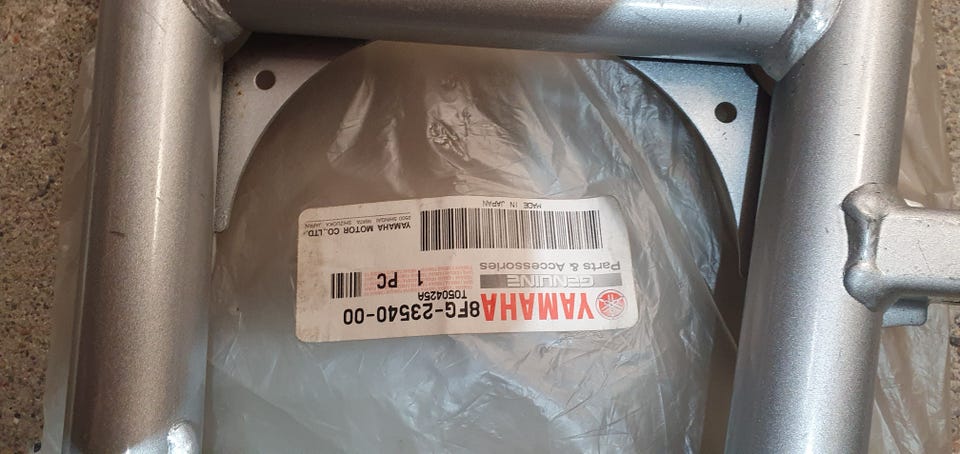 YAMAHA
GENUINE
Parts & Accessories
MADE IN JAPAN
8FG-23540-00
T050425A
1 PC
YAMAHA MOTOR CO.,LTD.
2500 SHINGAI IWATA SHIZUOKA JAPAN